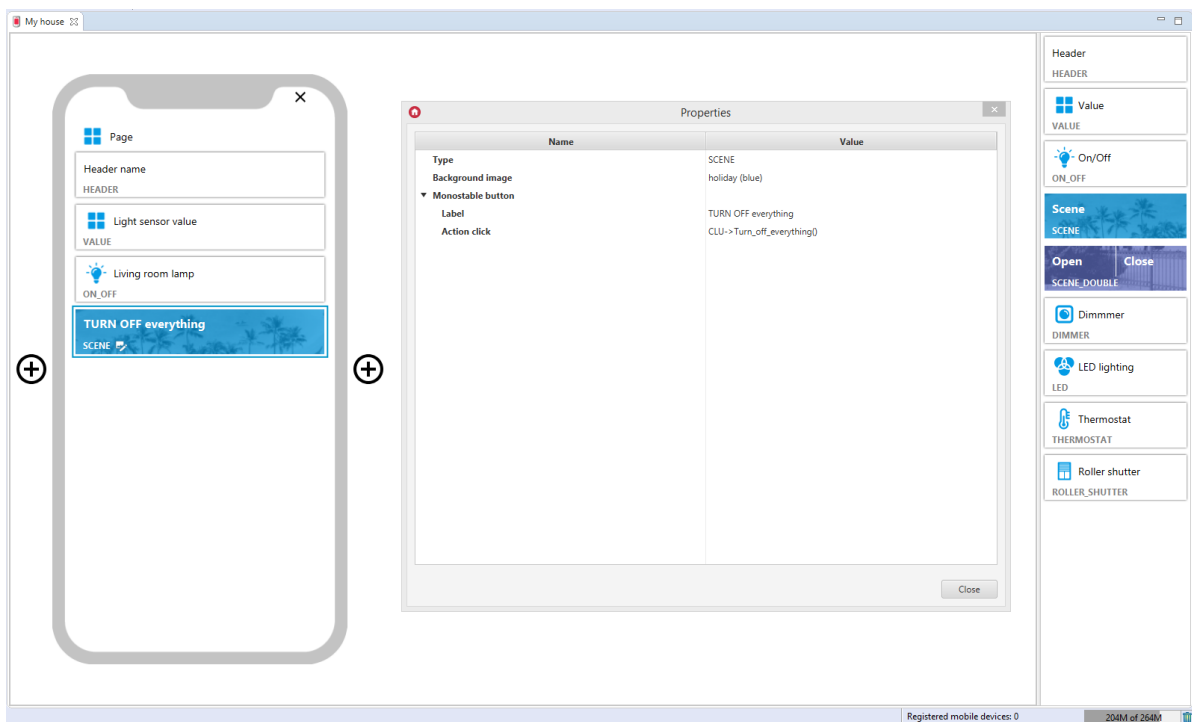 My house
Page
Header name
HEADER
Light sensor value
VALUE
Living room lamp
ON_OFF
TURN OFF everything
SCENE
Properties
Name Value
Type SCENE
Background image holiday (blue)
Monostable button
Label TURN OFF everything
Action click CLU->Turn_off_everything()
Close
Header
HEADER
Value
VALUE
On/Off
ON_OFF
Scene
SCENE
Open Close
SCENE_DOUBLE
Dimmmer
DIMMER
LED lighting
LED
Thermostat
THERMOSTAT
Roller shutter
ROLLER_SHUTTER
Registered mobile devices: 0
204M of 264M